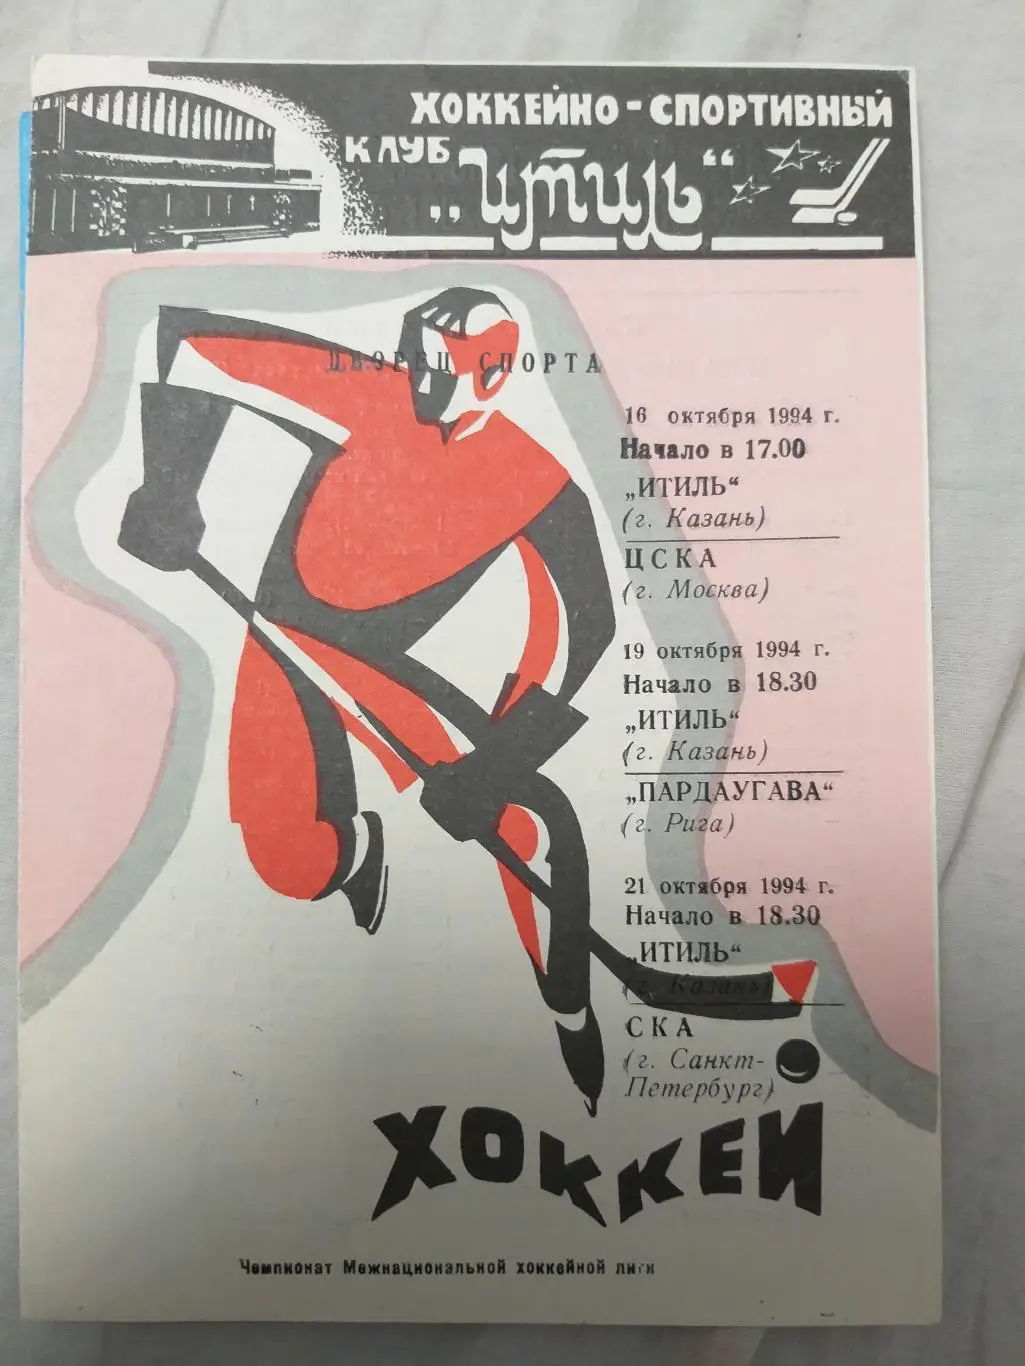 ХОККЕЙНО-СПОРТИВНЫЙ
КЛУБ „ИТИЛЬ“
ДВОРЕЦ СПОРТА
16 октября 1994 г.
Начало в 17.00
„ИТИЛЬ“
(г. Казань)
ЦСКА
(г. Москва)
19 октября 1994 г.
Начало в 18.30
„ИТИЛЬ“
(г. Казань)
„ПАРДАУГАВА“
(г. Рига)
21 октября 1994 г.
Начало в 18.30
„ИТИЛЬ“
(г. Казань)
СКА
(г. Санкт-
Петербург)
ХОККЕЙ
Чемпионат Межнациональной хоккейной лиги